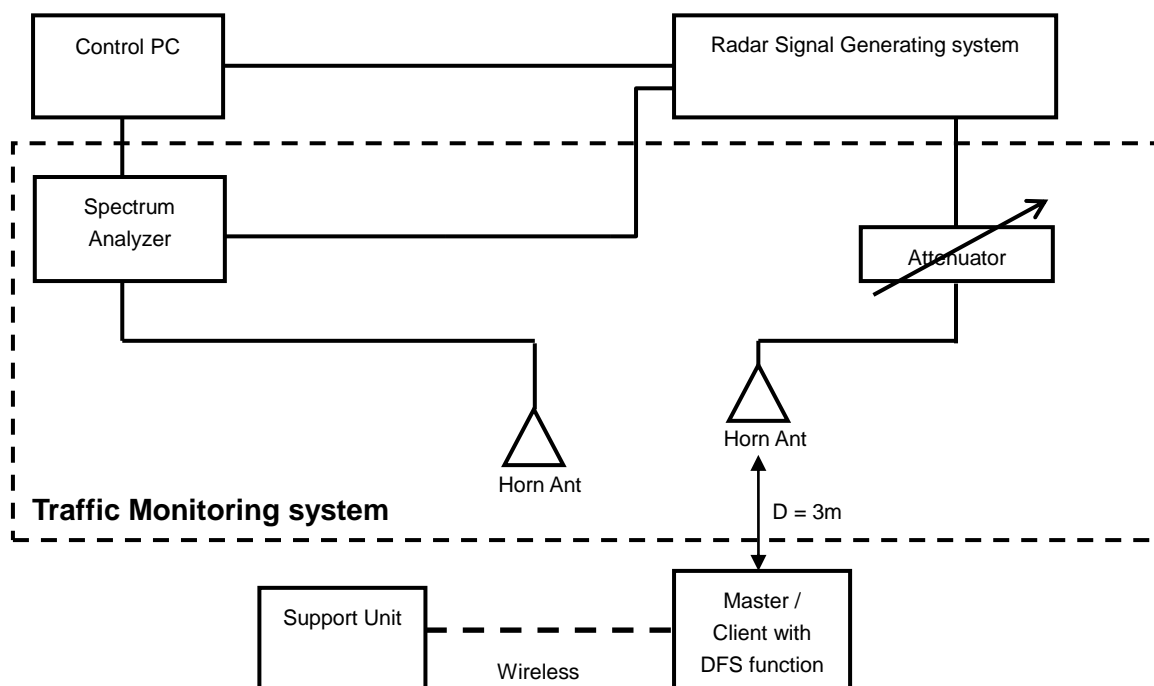 Control PC
Radar Signal Generating system
Spectrum
Analyzer
Attenuator
Horn Ant
Horn Ant
Traffic Monitoring system
D = 3m
Support Unit
Wireless
Master /
Client with
DFS function